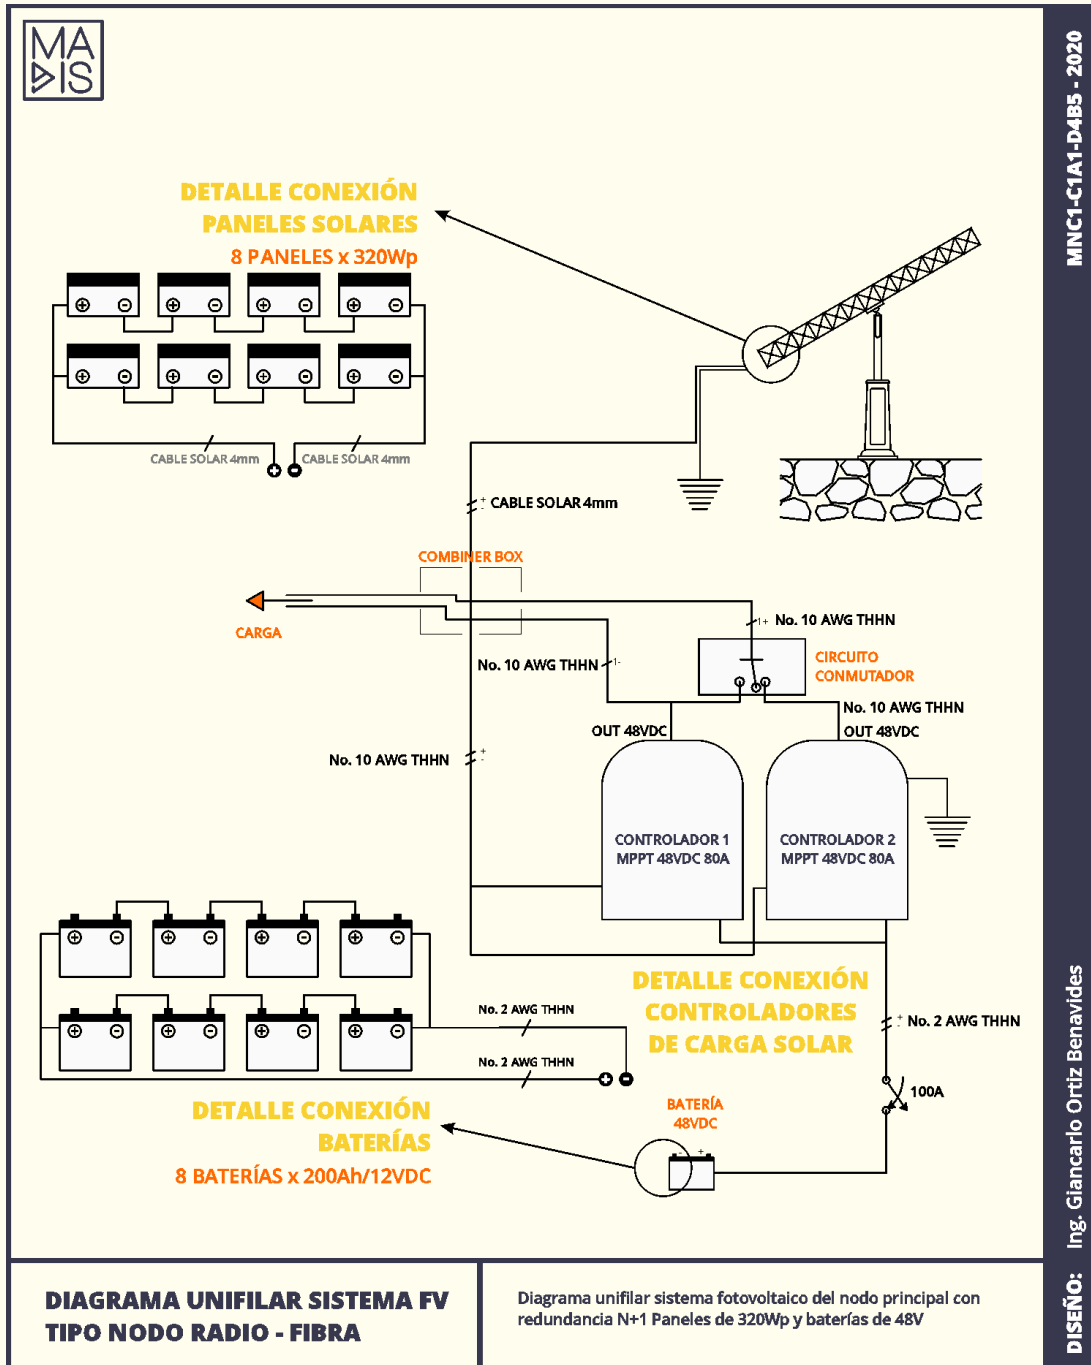 MA
DIS
MNC1-C1A1-D4B5 - 2020
DETALLE CONEXIÓN
PANELES SOLARES
8 PANELES x 320Wp
CABLE SOLAR 4mm
CABLE SOLAR 4mm
+
- CABLE SOLAR 4mm
COMBINER BOX
CARGA
1+ No. 10 AWG THHN
No. 10 AWG THHN 1-
CIRCUITO
CONMUTADOR
No. 10 AWG THHN
OUT 48VDC
OUT 48VDC
No. 10 AWG THHN
+
-
CONTROLADOR 1
MPPT 48VDC 80A
CONTROLADOR 2
MPPT 48VDC 80A
DETALLE CONEXIÓN
CONTROLADORES
DE CARGA SOLAR
No. 2 AWG THHN
No. 2 AWG THHN
+
- No. 2 AWG THHN
100A
BATERÍA
48VDC
- +
DETALLE CONEXIÓN
BATERÍAS
8 BATERÍAS x 200Ah/12VDC
DISEÑO: Ing. Giancarlo Ortiz Benavides
DIAGRAMA UNIFILAR SISTEMA FV
TIPO NODO RADIO - FIBRA
Diagrama unifilar sistema fotovoltaico del nodo principal con
redundancia N+1 Paneles de 320Wp y baterías de 48V